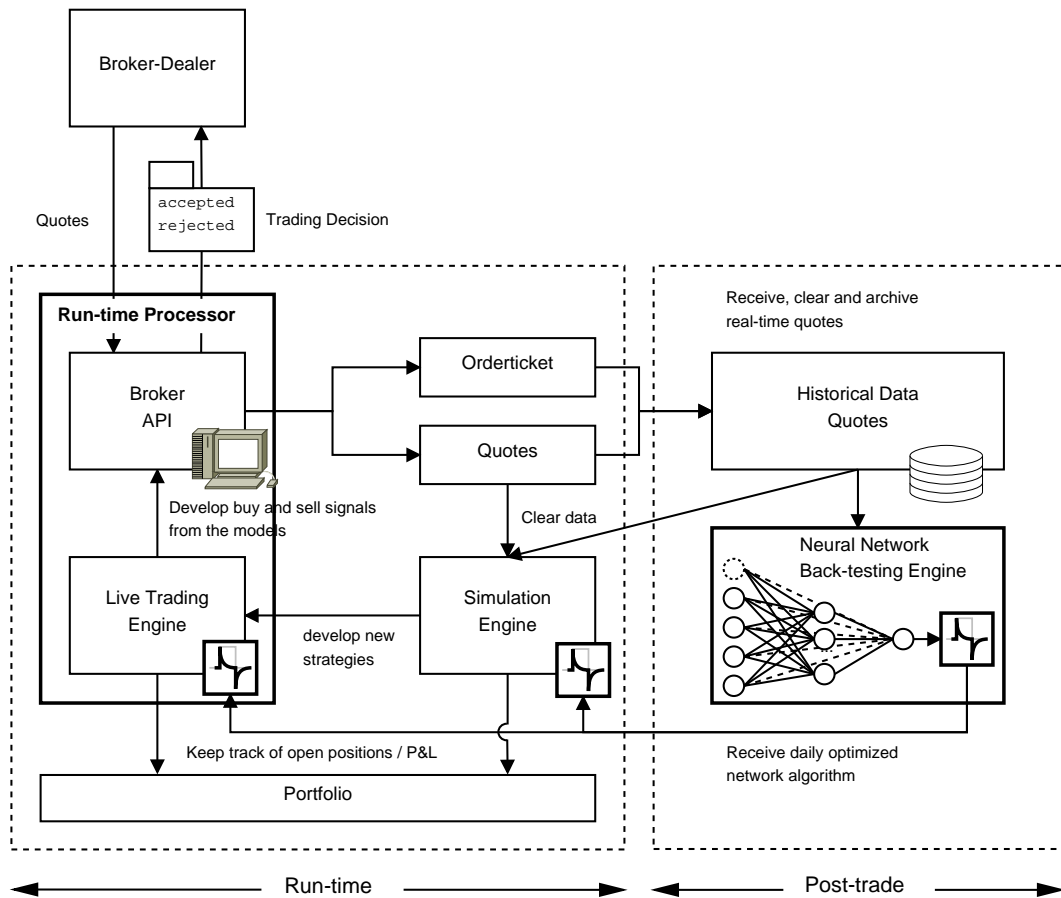 Broker-Dealer
Quotes
accepted
rejected
Trading Decision
Run-time Processor
Broker
API
Develop buy and sell signals
from the models
Live Trading
Engine
Orderticket
Quotes
Clear data
Simulation
Engine
develop new
strategies
Keep track of open positions / P&L
Portfolio
Receive, clear and archive
real-time quotes
Historical Data
Quotes
Neural Network
Back-testing Engine
...
Receive daily optimized
network algorithm
Run-time
Post-trade